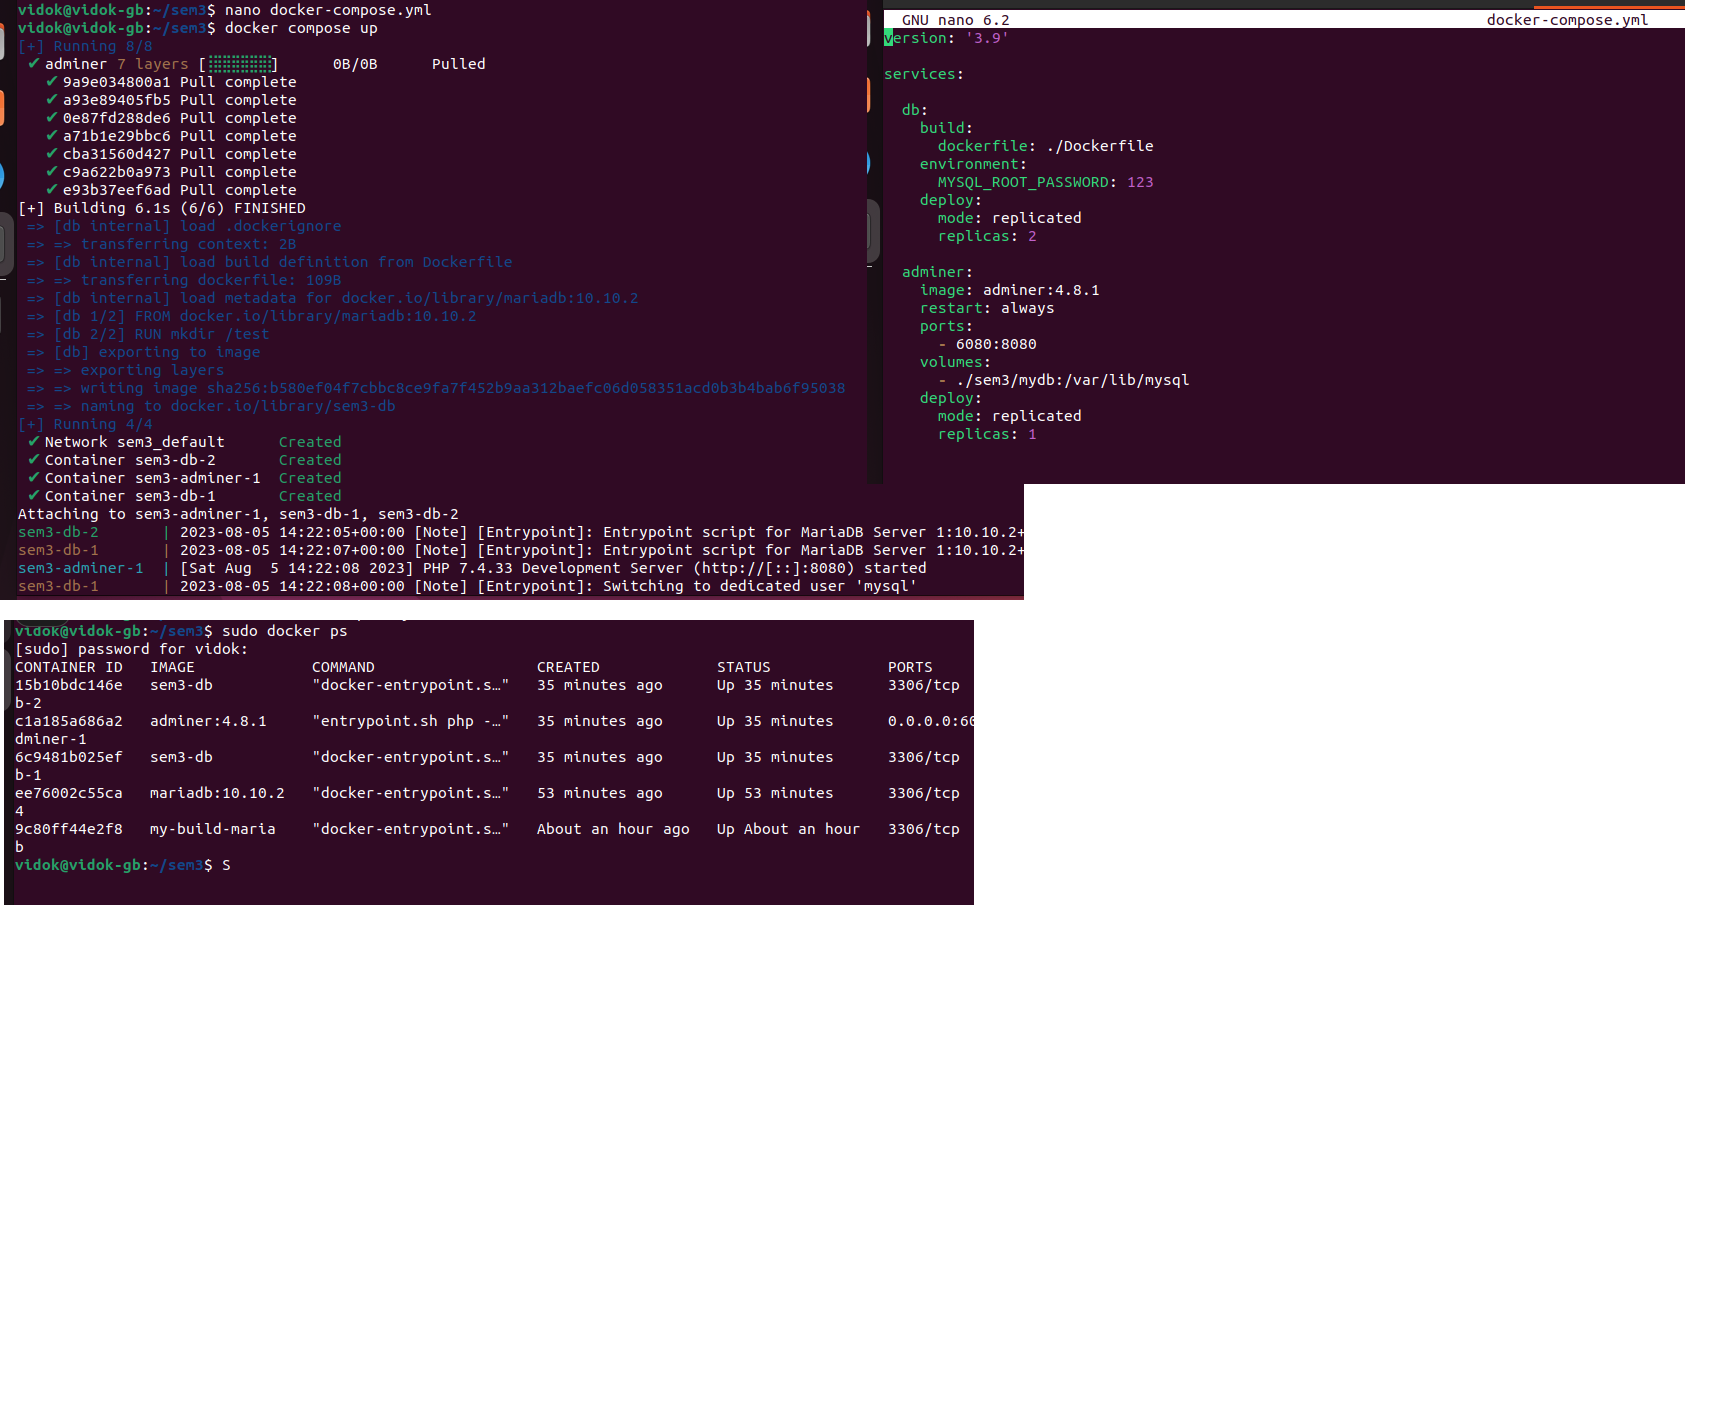 vidok@vidok-gb:~/sem3$ nano docker-compose.yml
vidok@vidok-gb:~/sem3$ docker compose up
[+] Running 8/8
✔ adminer 7 layers [⣿⣿⣿⣿⣿⣿⣿] 0B/0B Pulled
✔ 9a9e034800a1 Pull complete
✔ a93e89405fb5 Pull complete
✔ 0e87fd288de6 Pull complete
✔ a71b1e29bbc6 Pull complete
✔ cba31560d427 Pull complete
✔ c9a622b0a973 Pull complete
✔ e93b37eef6ad Pull complete
[+] Building 6.1s (6/6) FINISHED
=> [db internal] load .dockerignore
=> => transferring context: 2B
=> [db internal] load build definition from Dockerfile
=> => transferring dockerfile: 109B
=> [db internal] load metadata for docker.io/library/mariadb:10.10.2
=> [db 1/2] FROM docker.io/library/mariadb:10.10.2
=> [db 2/2] RUN mkdir /test
=> [db] exporting to image
=> => exporting layers
=> => writing image sha256:b580ef04f7cbbc8ce9fa7f452b9aa312baefc06d058351acd0b3b4bab6f95038
=> => naming to docker.io/library/sem3-db
[+] Running 4/4
✔ Network sem3_default Created
✔ Container sem3-db-2 Created
✔ Container sem3-adminer-1 Created
✔ Container sem3-db-1 Created
Attaching to sem3-adminer-1, sem3-db-1, sem3-db-2
sem3-db-2 | 2023-08-05 14:22:05+00:00 [Note] [Entrypoint]: Entrypoint script for MariaDB Server 1:10.10.2+
sem3-db-1 | 2023-08-05 14:22:07+00:00 [Note] [Entrypoint]: Entrypoint script for MariaDB Server 1:10.10.2+
sem3-adminer-1 | [Sat Aug 5 14:22:08 2023] PHP 7.4.33 Development Server (http://[::]:8080) started
sem3-db-1 | 2023-08-05 14:22:08+00:00 [Note] [Entrypoint]: Switching to dedicated user 'mysql'
GNU nano 6.2 docker-compose.yml
version: '3.9'
services:
db:
build:
dockerfile: ./Dockerfile
environment:
MYSQL_ROOT_PASSWORD: 123
deploy:
mode: replicated
replicas: 2
adminer:
image: adminer:4.8.1
restart: always
ports:
- 6080:8080
volumes:
- ./sem3/mydb:/var/lib/mysql
deploy:
mode: replicated
replicas: 1
vidok@vidok-gb:~/sem3$ sudo docker ps
[sudo] password for vidok:
CONTAINER ID IMAGE COMMAND CREATED STATUS PORTS
15b10bdc146e sem3-db "docker-entrypoint.s…" 35 minutes ago Up 35 minutes 3306/tcp
b-2
c1a185a686a2 adminer:4.8.1 "entrypoint.sh php -…" 35 minutes ago Up 35 minutes 0.0.0.0:60
dminer-1
6c9481b025ef sem3-db "docker-entrypoint.s…" 35 minutes ago Up 35 minutes 3306/tcp
b-1
ee76002c55ca mariadb:10.10.2 "docker-entrypoint.s…" 53 minutes ago Up 53 minutes 3306/tcp
4
9c80ff44e2f8 my-build-maria "docker-entrypoint.s…" About an hour ago Up About an hour 3306/tcp
b
vidok@vidok-gb:~/sem3$ S